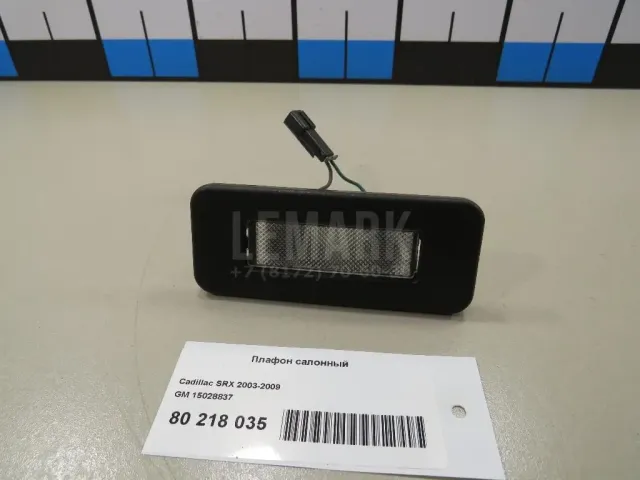 LEMARK
Плафон салонный
Cadillac SRX 2003-2009
GM 15028837
80 218 035